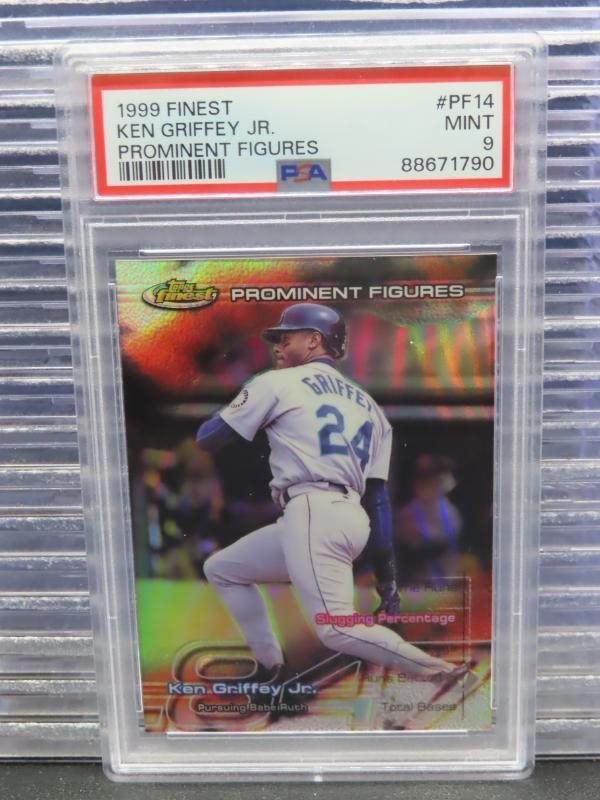 1999 FINEST #PF14
KEN GRIFFEY JR. MINT
PROMINENT FIGURES 9
PSA 88671790
Topps finest PROMINENT FIGURES
GRIFFEY
24
Slugging Percentage
Ken Griffey Jr.
Pursuing Babe Ruth
Total Bases